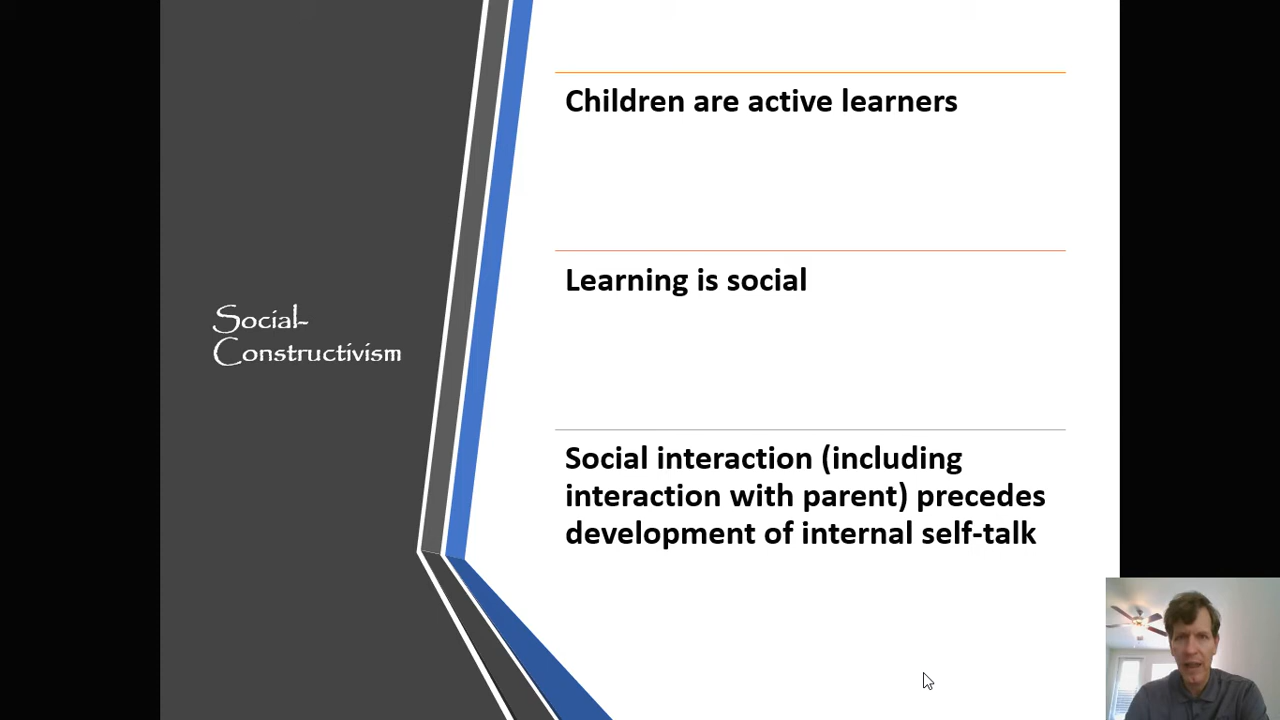 Social-
Constructivism
Children are active learners
Learning is social
Social interaction (including
interaction with parent) precedes
development of internal self-talk